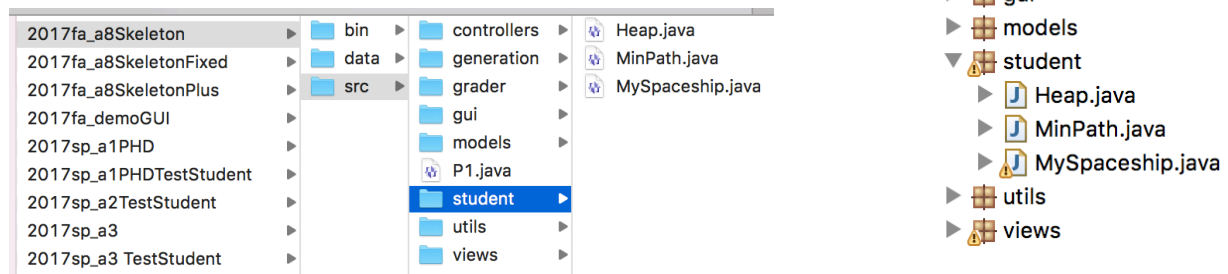 2017fa_a8Skeleton
2017fa_a8SkeletonFixed
2017fa_a8SkeletonPlus
2017fa_demoGUI
2017sp_a1PHD
2017sp_a1PHDTestStudent
2017sp_a2TestStudent
2017sp_a3
2017sp_a3 TestStudent
bin
data
src
controllers
generation
grader
gui
models
P1.java
student
utils
views
Heap.java
MinPath.java
MySpaceship.java
gui
models
student
Heap.java
MinPath.java
MySpaceship.java
utils
views